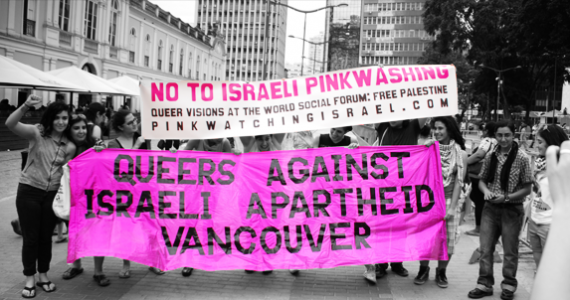 NO TO ISRAELI PINKWASHING
QUEER VISIONS AT THE WORLD SOCIAL FORUM: FREE PALESTINE
PINKWATCHINGISRAEL.COM
QUEERS AGAINST
ISRAELI APARTHEID
VANCOUVER